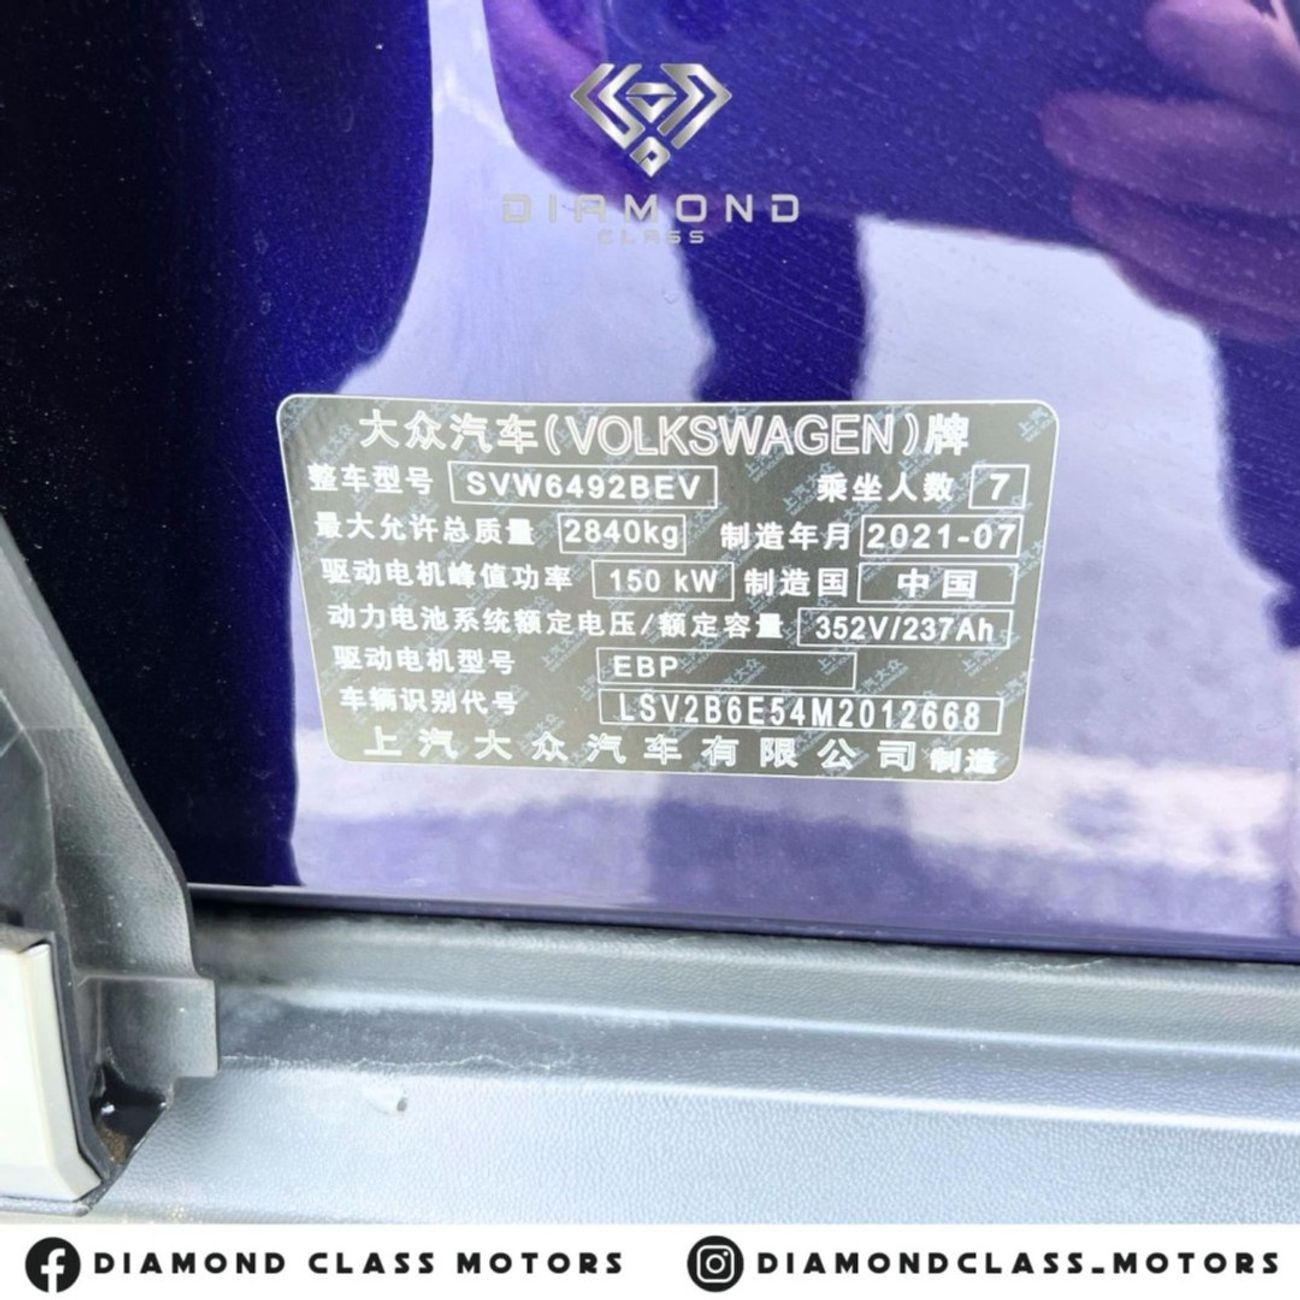 DIAMOND
CLASS
大众汽车(VOLKSWAGEN)牌
整车型号 SVW6492BEV 乘坐人数 7
最大允许总质量 2840kg 制造年月 2021-07
驱动电机峰值功率 150 kW 制造国 中国
动力电池系统额定电压/额定容量 352V/237Ah
驱动电机型号 EBP
车辆识别代号 LSV2B6E54M2012668
上汽大众汽车有限公司制造
DIAMOND CLASS MOTORS DIAMONDCLASS_MOTORS